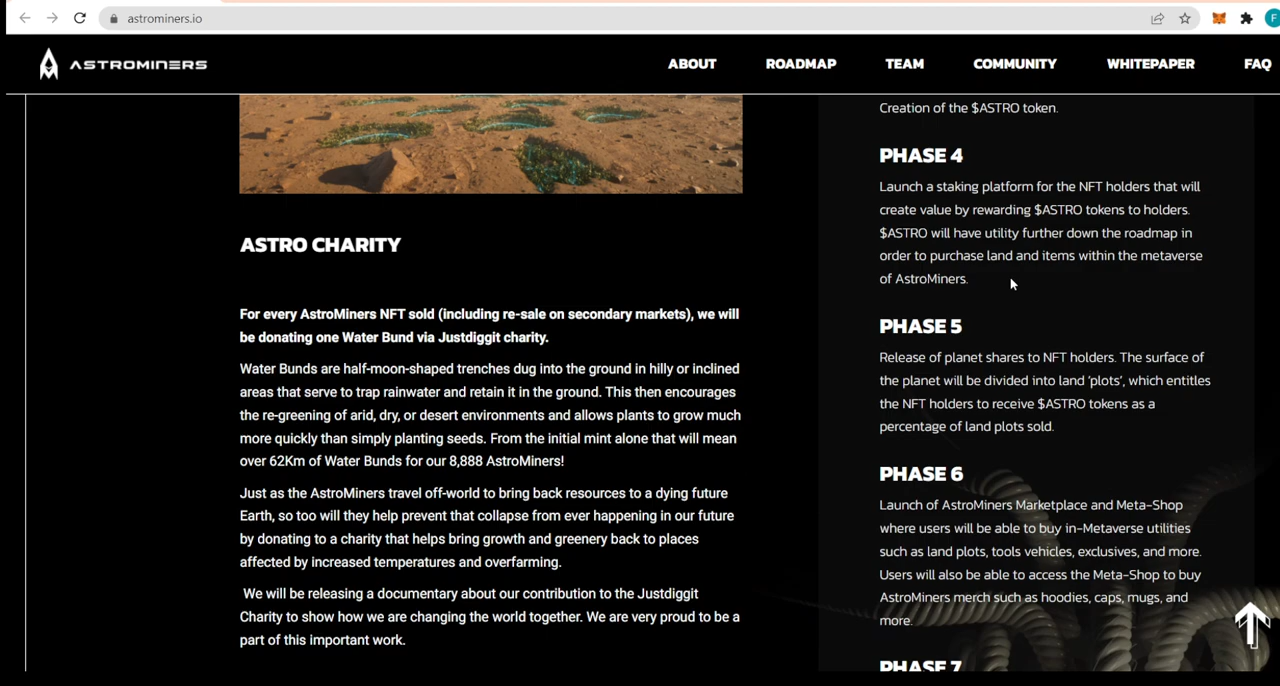 astrominers.io
F
ASTROMINERS
ABOUT
ROADMAP
TEAM
COMMUNITY
WHITEPAPER
FAQ
ASTRO CHARITY
For every AstroMiners NFT sold (including re-sale on secondary markets), we will
be donating one Water Bund via Justdiggit charity.
Water Bunds are half-moon-shaped trenches dug into the ground in hilly or inclined
areas that serve to trap rainwater and retain it in the ground. This then encourages
the re-greening of arid, dry, or desert environments and allows plants to grow much
more quickly than simply planting seeds. From the initial mint alone that will mean
over 62Km of Water Bunds for our 8,888 AstroMiners!
Just as the AstroMiners travel off-world to bring back resources to a dying future
Earth, so too will they help prevent that collapse from ever happening in our future
by donating to a charity that helps bring growth and greenery back to places
affected by increased temperatures and overfarming.
We will be releasing a documentary about our contribution to the Justdiggit
Charity to show how we are changing the world together. We are very proud to be a
part of this important work.
Creation of the $ASTRO token.
PHASE 4
Launch a staking platform for the NFT holders that will
create value by rewarding $ASTRO tokens to holders.
$ASTRO will have utility further down the roadmap in
order to purchase land and items within the metaverse
of AstroMiners.
PHASE 5
Release of planet shares to NFT holders. The surface of
the planet will be divided into land 'plots', which entitles
the NFT holders to receive $ASTRO tokens as a
percentage of land plots sold.
PHASE 6
Launch of AstroMiners Marketplace and Meta-Shop
where users will be able to buy in-Metaverse utilities
such as land plots, tools vehicles, exclusives, and more.
Users will also be able to access the Meta-Shop to buy
AstroMiners merch such as hoodies, caps, mugs, and
more.
PHASE 7